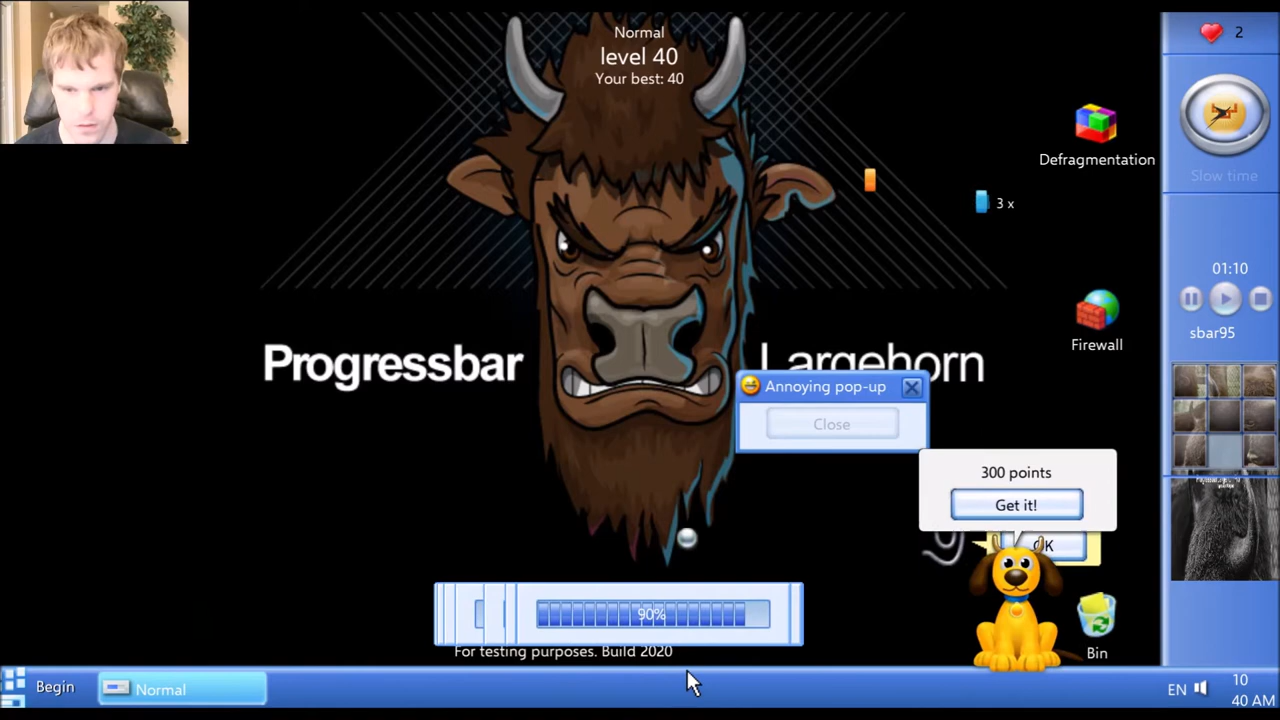 Normal
level 40
Your best: 40
2
Defragmentation
Slow time
3 x
01:10
sbar95
Firewall
Progressbar
Largehorn
Annoying pop-up
Close
300 points
Get it!
90%
For testing purposes. Build 2020
Bin
Begin
Normal
EN
10
40 AM